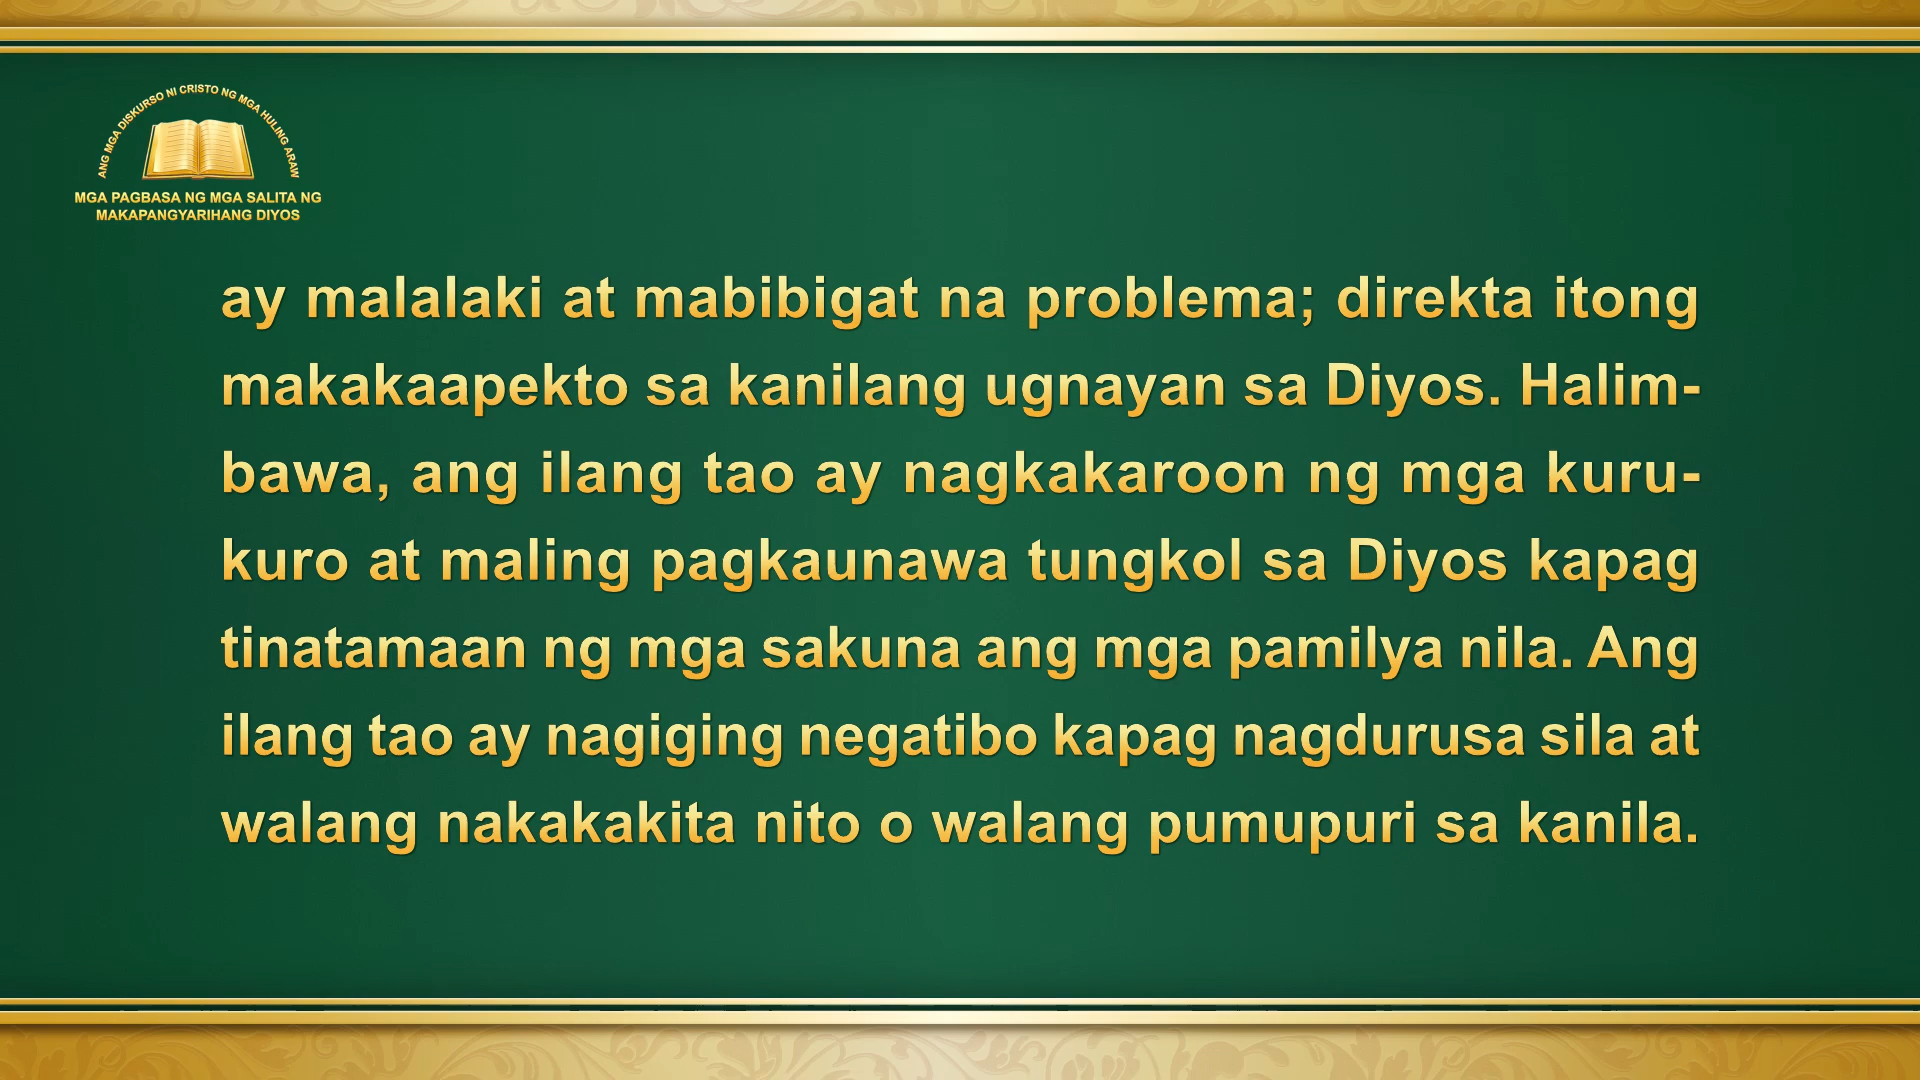 ANG MGA DISKURSO NI CRISTO NG MGA HULING ARAW
MGA PAGBASA NG MGA SALITA NG
MAKAPANGYARIHANG DIYOS
ay malalaki at mabibigat na problema; direkta itong
makakaapekto sa kanilang ugnayan sa Diyos. Halim-
bawa, ang ilang tao ay nagkakaroon ng mga kuru-
kuro at maling pagkaunawa tungkol sa Diyos kapag
tinatamaan ng mga sakuna ang mga pamilya nila. Ang
ilang tao ay nagiging negatibo kapag nagdurusa sila at
walang nakakakita nito o walang pumupuri sa kanila.